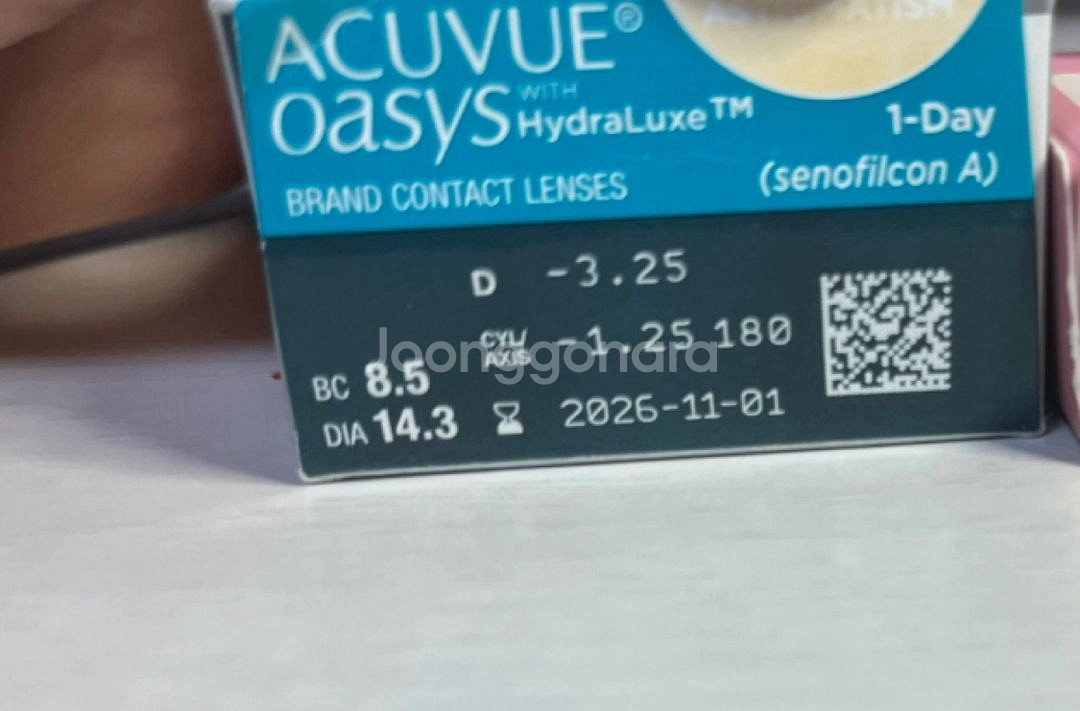 ASTIGMATISM
ACUVUE®
OASYS WITH HydraLuxe™
1-Day
(senofilcon A)
BRAND CONTACT LENSES
D -3.25
CYL/AXIS -1.25 180
BC 8.5
DIA 14.3
2026-11-01
Joonggonara